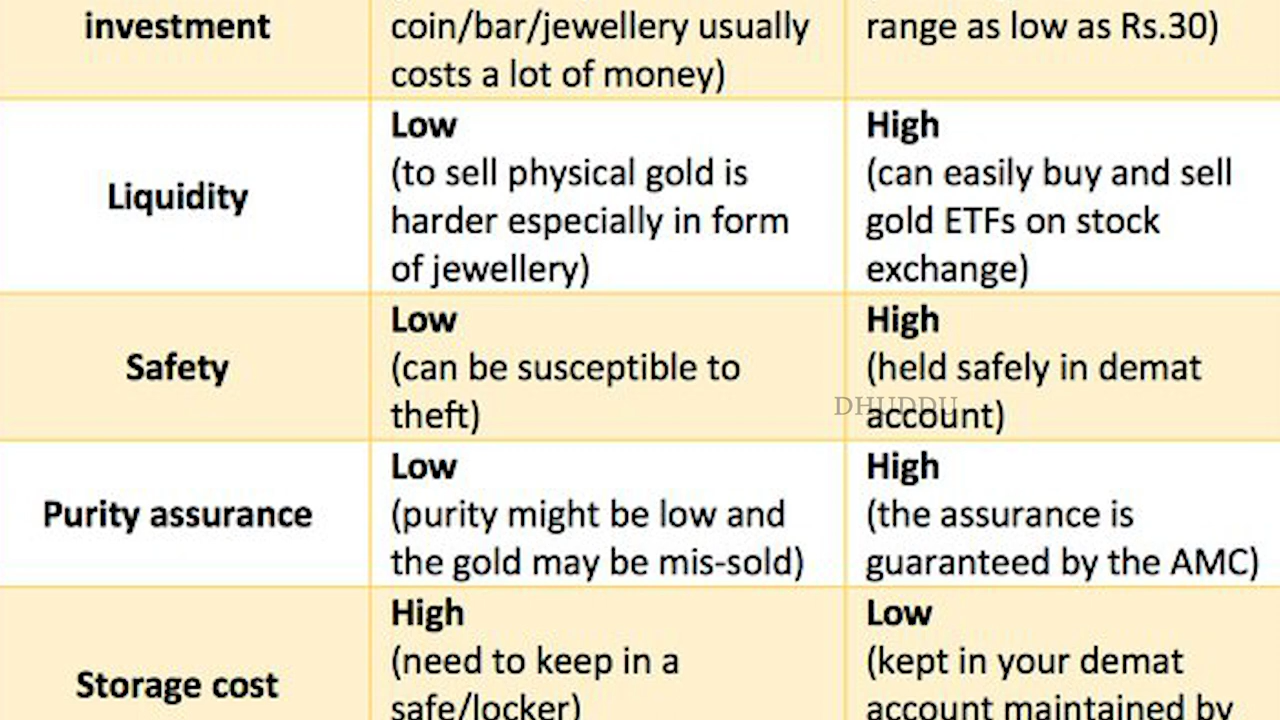 investment
coin/bar/jewellery usually
costs a lot of money)
range as low as Rs.30)
Liquidity
Low
(to sell physical gold is
harder especially in form
of jewellery)
High
(can easily buy and sell
gold ETFs on stock
exchange)
Safety
Low
(can be susceptible to
theft)
High
(held safely in demat
account)
DHUDDU
Purity assurance
Low
(purity might be low and
the gold may be mis-sold)
High
(the assurance is
guaranteed by the AMC)
Storage cost
High
(need to keep in a
safe/locker)
Low
(kept in your demat
account maintained by